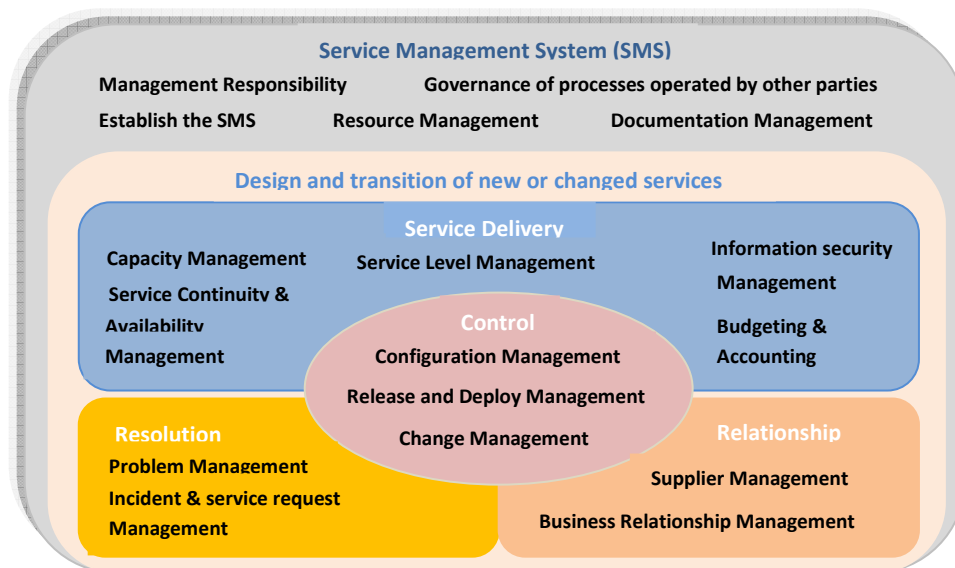 Service Management System (SMS)
Management Responsibility
Governance of processes operated by other parties
Establish the SMS
Resource Management
Documentation Management
Design and transition of new or changed services
Service Delivery
Capacity Management
Service Level Management
Information security
Management
Service Continuity &
Availability
Management
Budgeting &
Accounting
Control
Configuration Management
Release and Deploy Management
Change Management
Resolution
Problem Management
Incident & service request
Management
Relationship
Supplier Management
Business Relationship Management